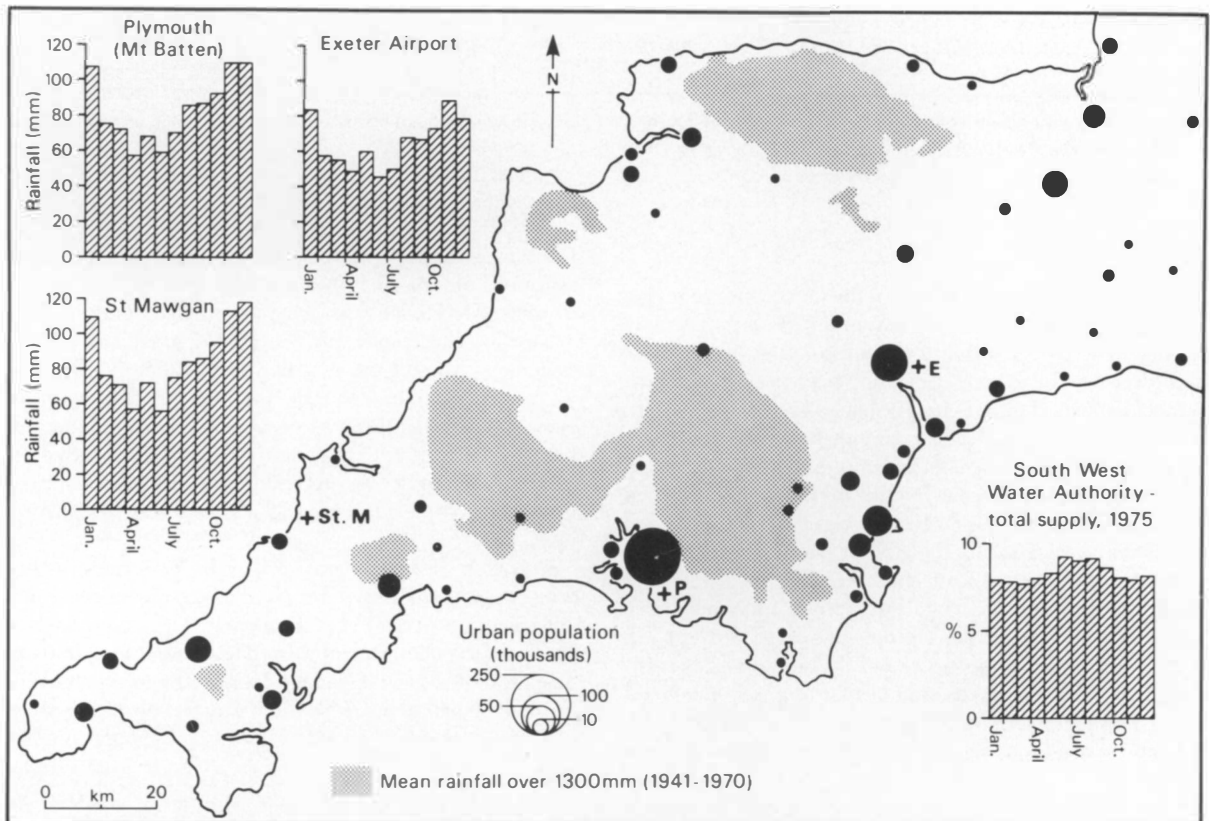 Plymouth
(Mt Batten)
120
100
80
60
40
20
0
Rainfall (mm)
Exeter Airport
Jan.
April
July
Oct.
N
St Mawgan
120
100
80
60
40
20
0
Rainfall (mm)
Jan.
April
July
Oct.
+E
+St. M
+P
South West
Water Authority -
total supply, 1975
10
%
5
0
Jan.
April
July
Oct.
Urban population
(thousands)
250
100
50
10
Mean rainfall over 1300mm (1941-1970)
0 km 20